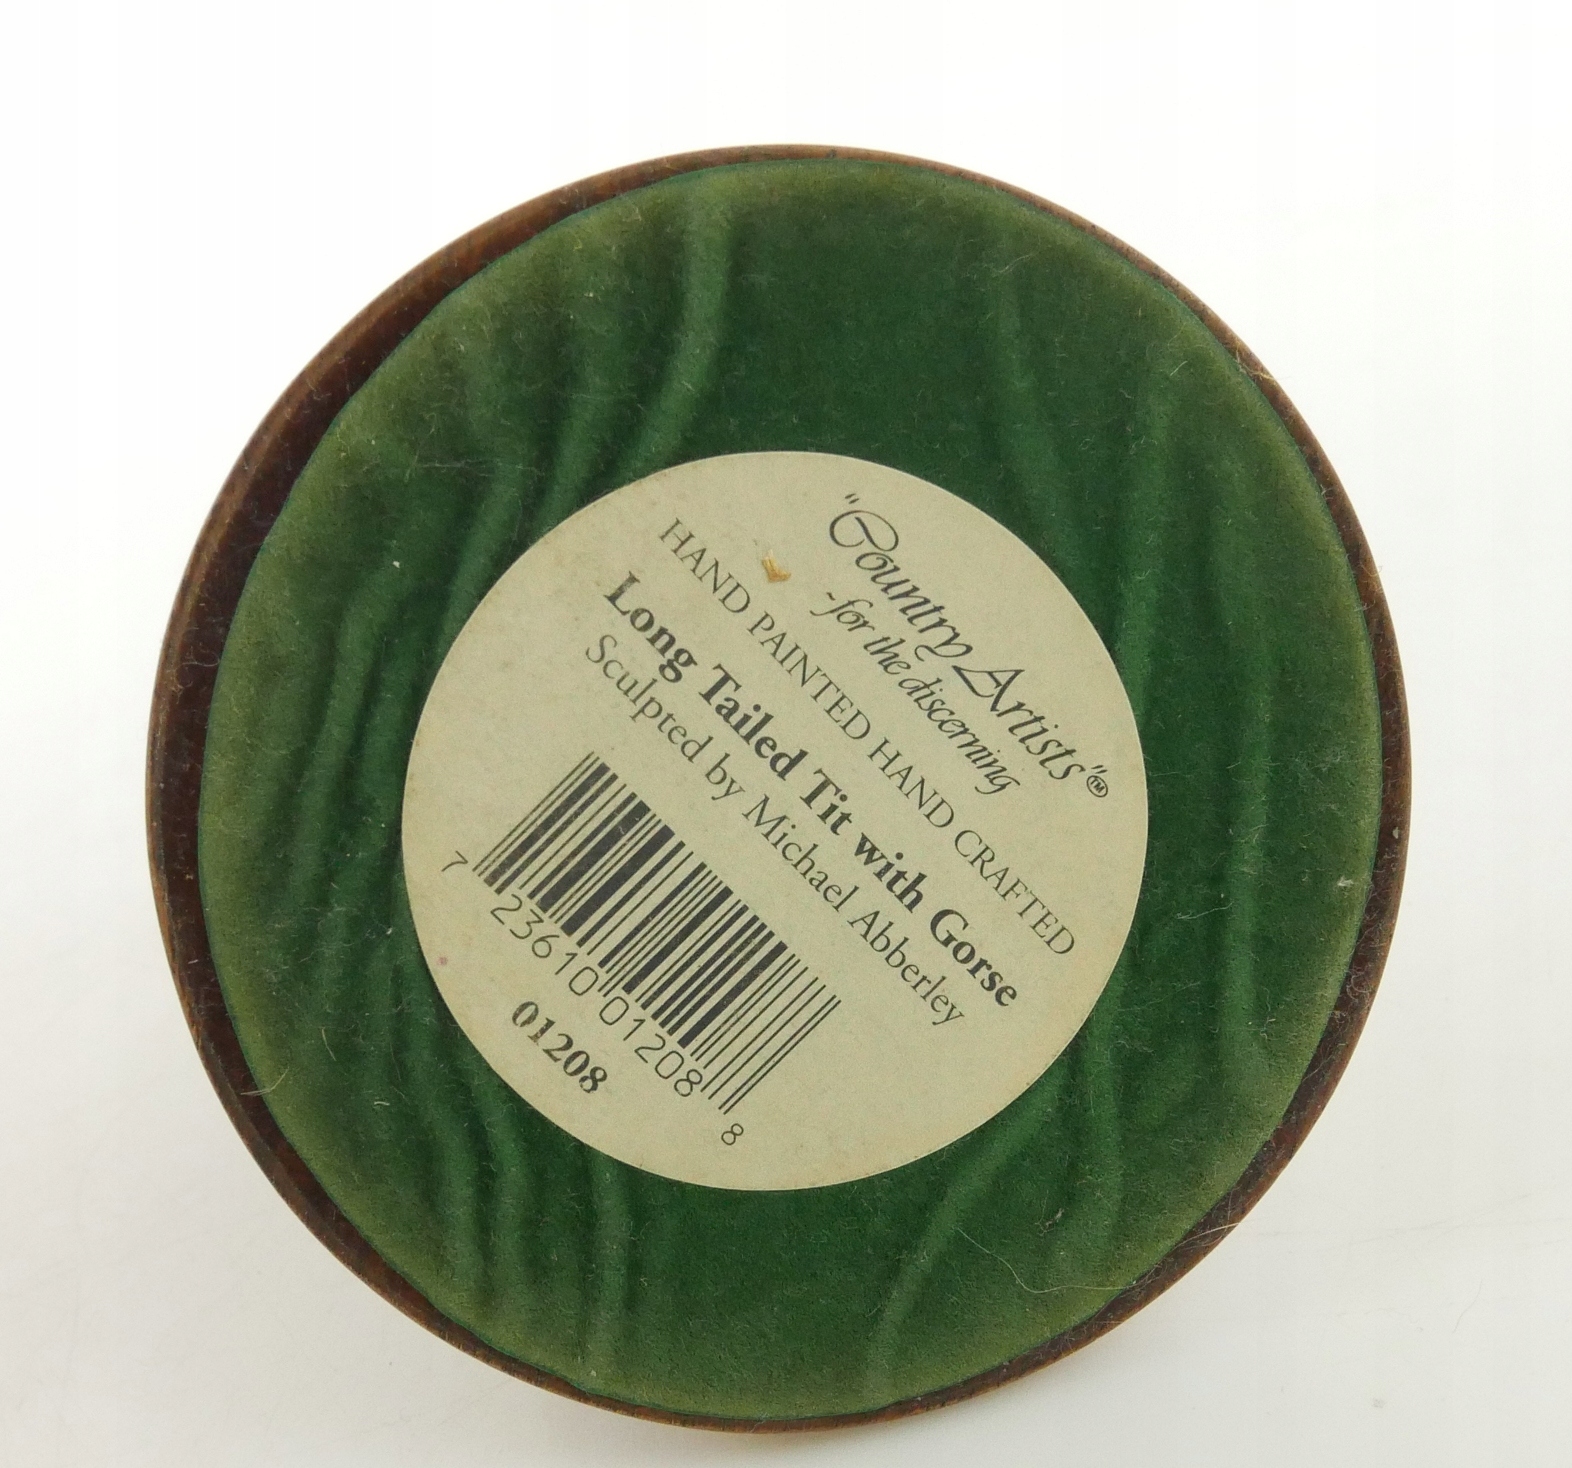 "Country Artists"™
-for the discerning
HAND PAINTED HAND CRAFTED
Long Tailed Tit with Gorse
Sculpted by Michael Abberley
7 23610 01208 8
01208